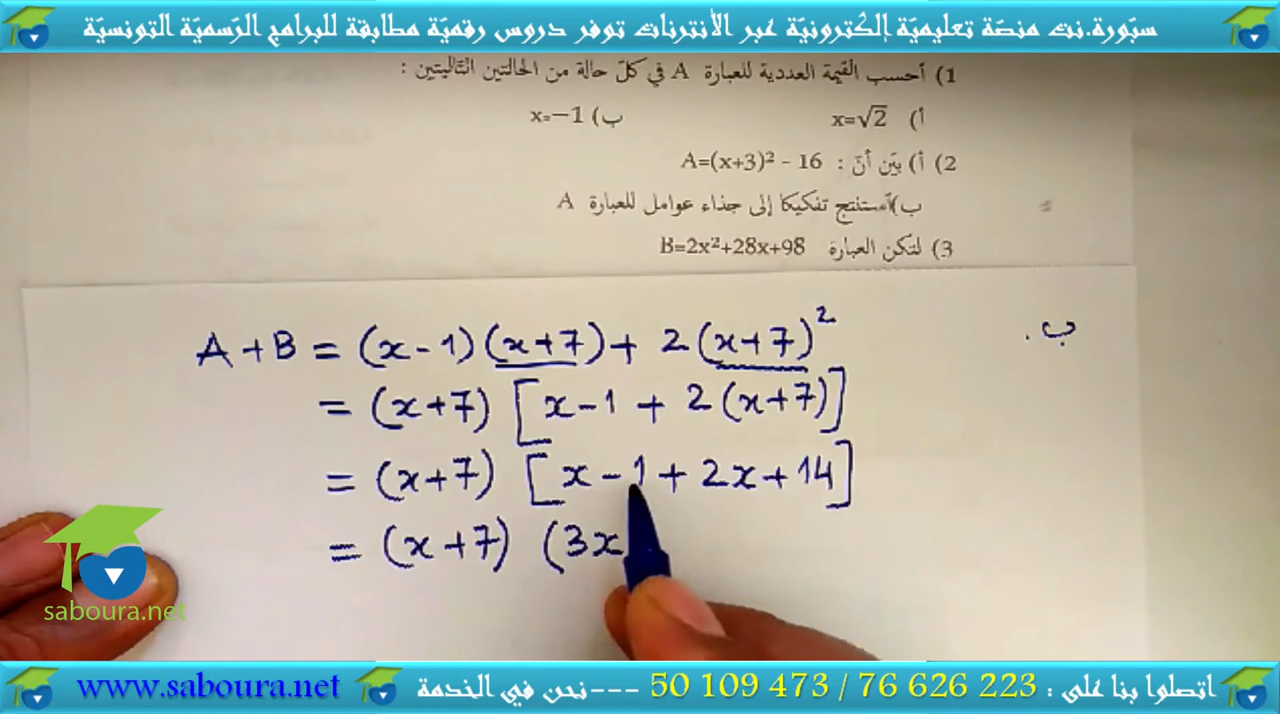 سبّورة.نت منصّة تعليميّة إلكترونيّة عبر الأنترنات توفر دروس رقميّة مطابقة للبرامج الرّسميّة التونسيّة
1) أحسب القيمة العددية للعبارة A في كلّ حالة من الحالتين التّاليتين :
أ) x=√2 ب) x=−1
2) أ) بيّن أنّ : A=(x+3)² - 16
ب) أستنتج تفكيكا إلى جذاء عوامل للعبارة A
3) لتكن العبارة B=2x²+28x+98
ب.
A+B = (x-1)(x+7)+ 2(x+7)²
= (x+7) [x-1 + 2(x+7)]
= (x+7) [x-1+2x+14]
= (x+7) (3x
saboura.net
اتصلوا بنا على : 50 109 473 / 76 626 223 ---نحن في الخدمة www.saboura.net